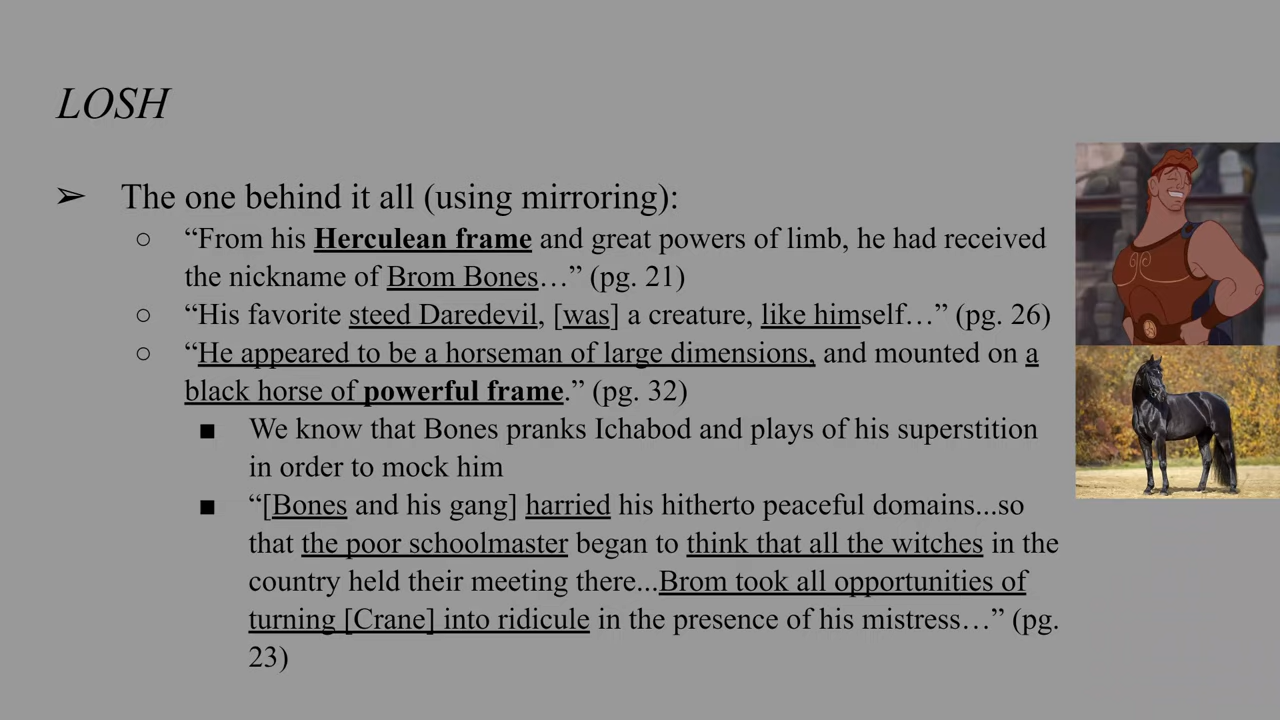 LOSH
➢ The one behind it all (using mirroring):
○ “From his Herculean frame and great powers of limb, he had received
the nickname of Brom Bones…” (pg. 21)
○ “His favorite steed Daredevil, [was] a creature, like himself…” (pg. 26)
○ “He appeared to be a horseman of large dimensions, and mounted on a
black horse of powerful frame.” (pg. 32)
■ We know that Bones pranks Ichabod and plays of his superstition
in order to mock him
■ “[Bones and his gang] harried his hitherto peaceful domains...so
that the poor schoolmaster began to think that all the witches in the
country held their meeting there...Brom took all opportunities of
turning [Crane] into ridicule in the presence of his mistress…” (pg.
23)